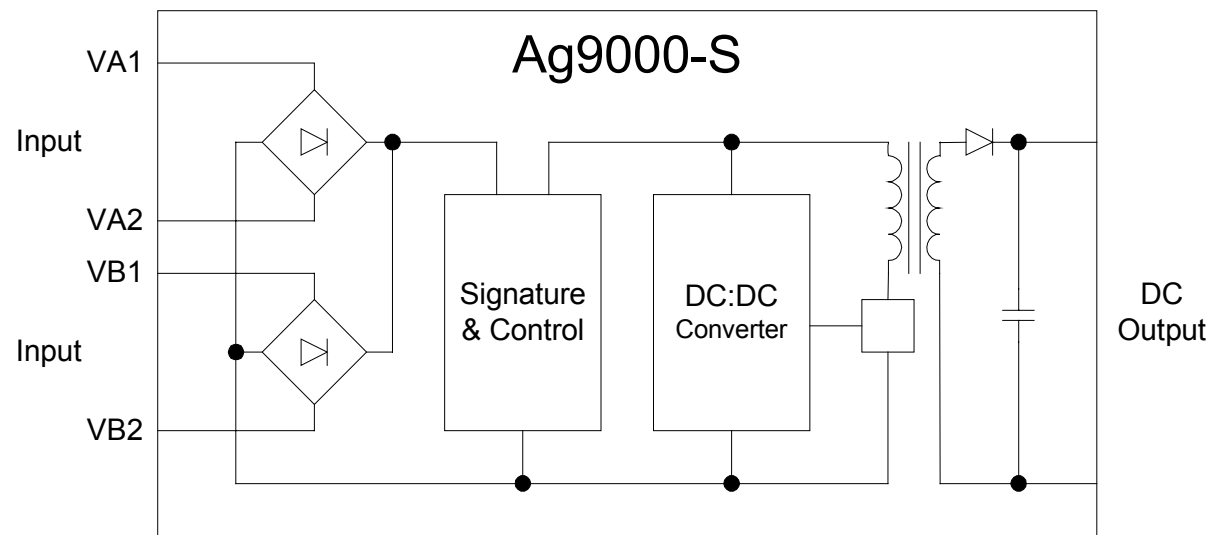 Ag9000-S
VA1
Input
VA2
VB1
Input
VB2
Signature
& Control
DC:DC
Converter
DC
Output